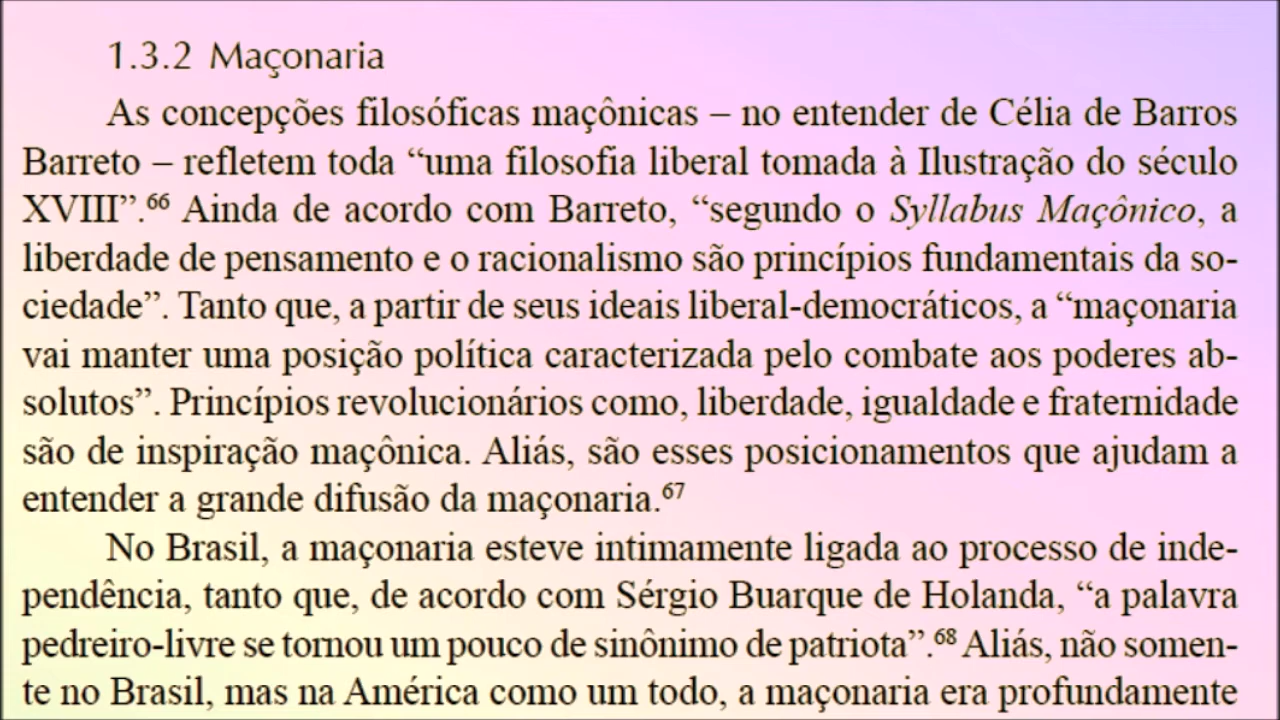 1.3.2 Maçonaria
As concepções filosóficas maçônicas – no entender de Célia de Barros
Barreto – refletem toda “uma filosofia liberal tomada à Ilustração do século
XVIII”.⁶⁶ Ainda de acordo com Barreto, “segundo o Syllabus Maçônico, a
liberdade de pensamento e o racionalismo são princípios fundamentais da so-
ciedade”. Tanto que, a partir de seus ideais liberal-democráticos, a “maçonaria
vai manter uma posição política caracterizada pelo combate aos poderes ab-
solutos”. Princípios revolucionários como, liberdade, igualdade e fraternidade
são de inspiração maçônica. Aliás, são esses posicionamentos que ajudam a
entender a grande difusão da maçonaria.⁶⁷
No Brasil, a maçonaria esteve intimamente ligada ao processo de inde-
pendência, tanto que, de acordo com Sérgio Buarque de Holanda, “a palavra
pedreiro-livre se tornou um pouco de sinônimo de patriota”.⁶⁸ Aliás, não somen-
te no Brasil, mas na América como um todo, a maçonaria era profundamente